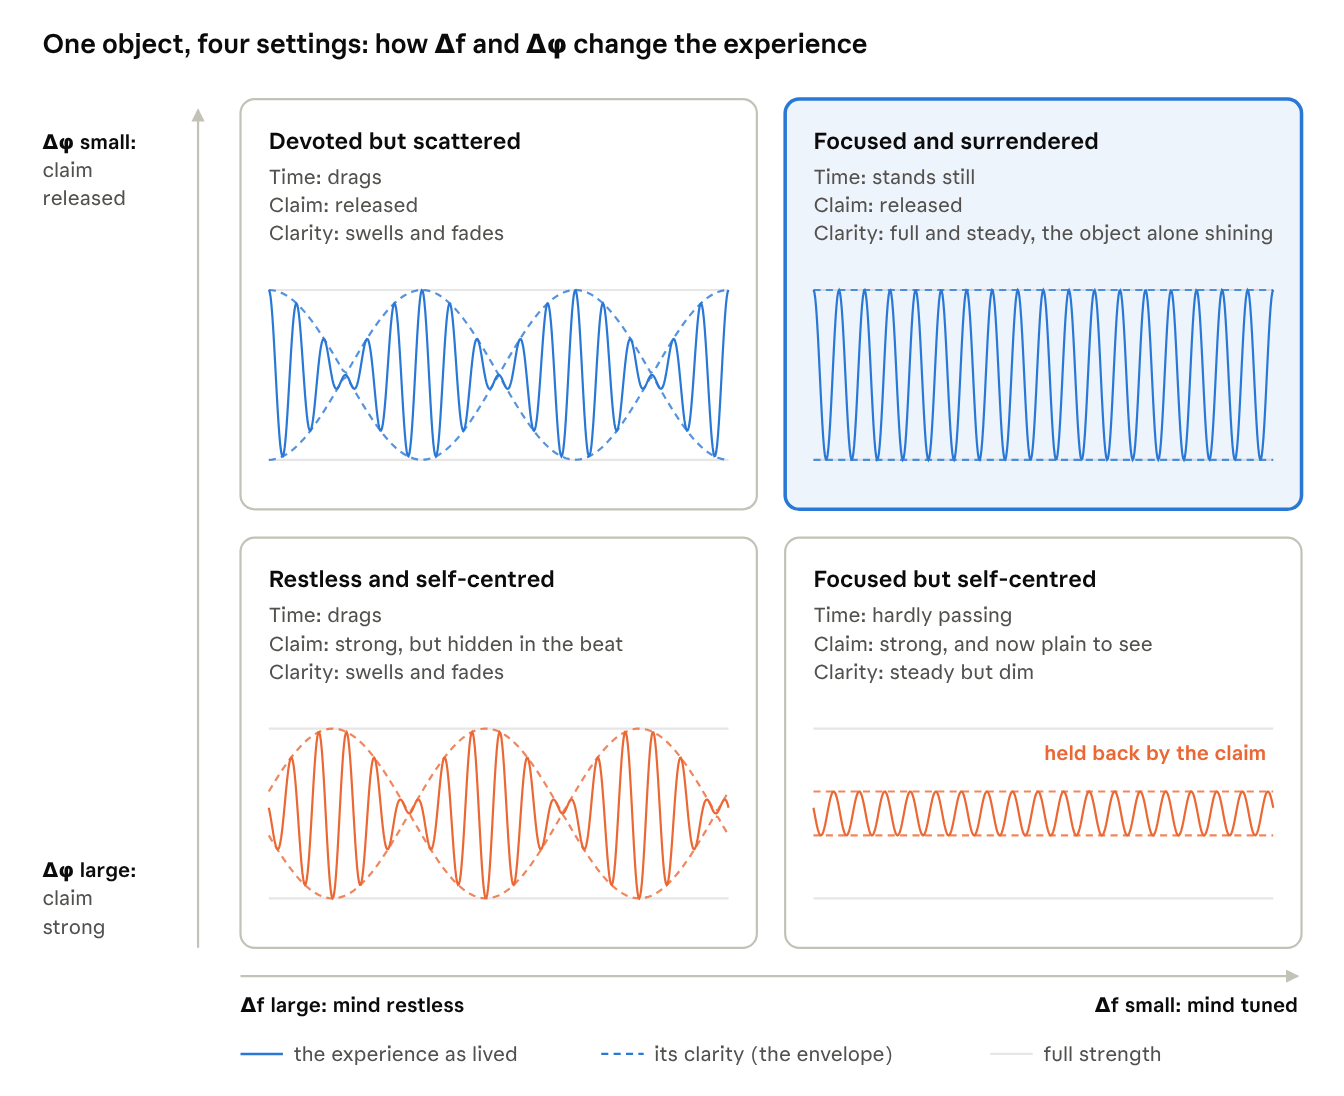 One object, four settings: how Δf and Δφ change the experience
Δφ small:
claim
released
Devoted but scattered
Time: drags
Claim: released
Clarity: swells and fades
Focused and surrendered
Time: stands still
Claim: released
Clarity: full and steady, the object alone shining
Restless and self-centred
Time: drags
Claim: strong, but hidden in the beat
Clarity: swells and fades
Focused but self-centred
Time: hardly passing
Claim: strong, and now plain to see
Clarity: steady but dim
held back by the claim
Δφ large:
claim
strong
Δf large: mind restless
Δf small: mind tuned
the experience as lived
its clarity (the envelope)
full strength